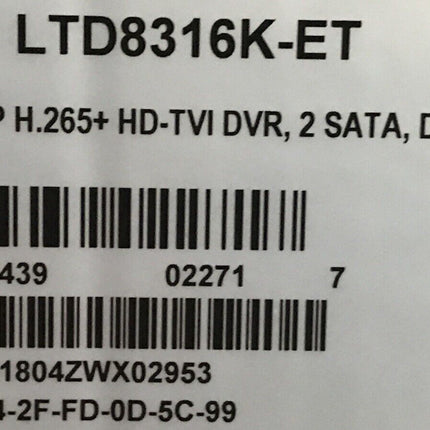 LTD8316K-ET
P H.265+ HD-TVI DVR, 2 SATA, D
439 02271 7
1804ZWX02953
4-2F-FD-0D-5C-99